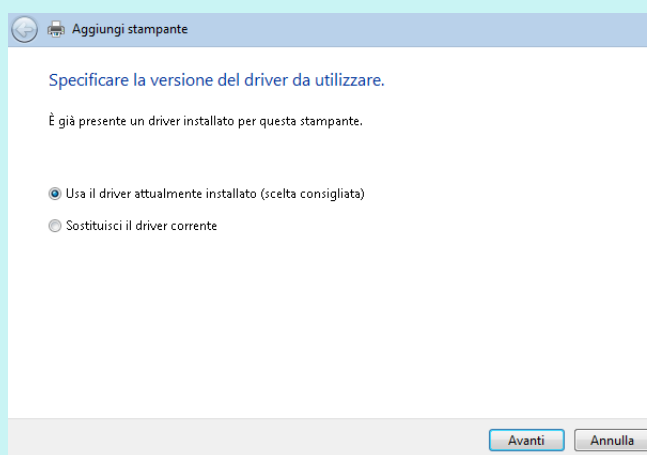 Aggiungi stampante
Specificare la versione del driver da utilizzare.
È già presente un driver installato per questa stampante.
Usa il driver attualmente installato (scelta consigliata)
Sostituisci il driver corrente
Avanti Annulla